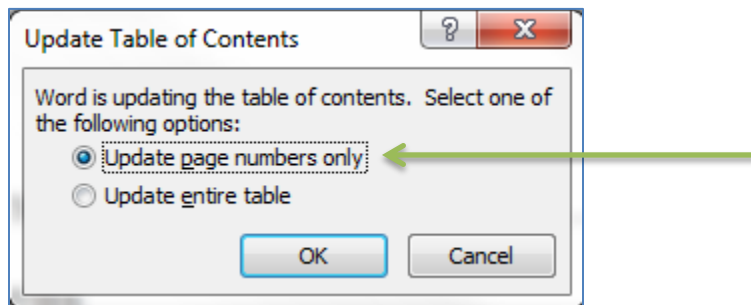 Update Table of Contents
Word is updating the table of contents. Select one of
the following options:
Update page numbers only
Update entire table
OK Cancel